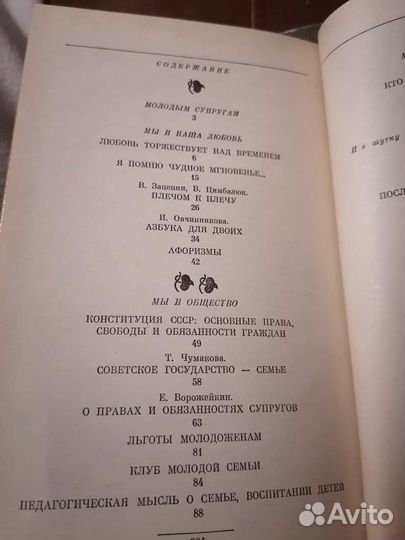 СОДЕРЖАНИЕ
МОЛОДЫМ СУПРУГАМ
3
МЫ И НАША ЛЮБОВЬ
ЛЮБОВЬ ТОРЖЕСТВУЕТ НАД ВРЕМЕНЕМ
6
Я ПОМНЮ ЧУДНОЕ МГНОВЕНЬЕ...
15
В. Зацепин, В. Цимбалюк.
ПЛЕЧОМ К ПЛЕЧУ
26
И. Овчинникова.
АЗБУКА ДЛЯ ДВОИХ
34
АФОРИЗМЫ
42
МЫ И ОБЩЕСТВО
КОНСТИТУЦИЯ СССР: ОСНОВНЫЕ ПРАВА,
СВОБОДЫ И ОБЯЗАННОСТИ ГРАЖДАН
49
Т. Чумакова.
СОВЕТСКОЕ ГОСУДАРСТВО — СЕМЬЕ
58
Е. Ворожейкин.
О ПРАВАХ И ОБЯЗАННОСТЯХ СУПРУГОВ
63
ЛЬГОТЫ МОЛОДОЖЕНАМ
81
КЛУБ МОЛОДОЙ СЕМЬИ
84
ПЕДАГОГИЧЕСКАЯ МЫСЛЬ О СЕМЬЕ, ВОСПИТАНИИ ДЕТЕЙ
88
А
КТО
И в шутку
ПОСЛ
Avito